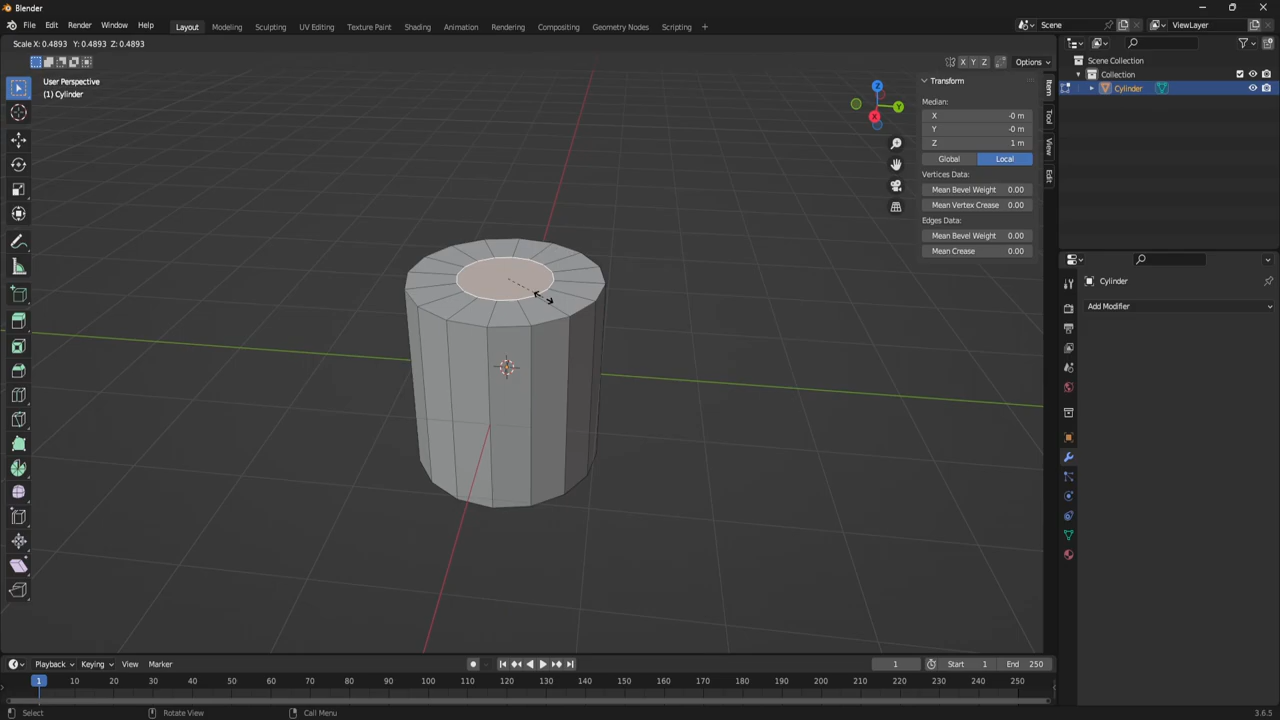 Blender
File Edit Render Window Help
Layout Modeling Sculpting UV Editing Texture Paint Shading Animation Rendering Compositing Geometry Nodes Scripting +
Scene
ViewLayer
Scale X: 0.4893 Y: 0.4893 Z: 0.4893
X Y Z
Options
User Perspective
(1) Cylinder
Z
Y
X
Transform
Median:
X -0 m
Y -0 m
Z 1 m
Global Local
Vertices Data:
Mean Bevel Weight 0.00
Mean Vertex Crease 0.00
Edges Data:
Mean Bevel Weight 0.00
Mean Crease 0.00
Item
Tool
View
Edit
Scene Collection
Collection
Cylinder
Cylinder
Add Modifier
Playback Keying View Marker
1
Start 1
End 250
1 10 20 30 40 50 60 70 80 90 100 110 120 130 140 150 160 170 180 190 200 210 220 230 240 250
Select
Rotate View
Call Menu
3.6.5